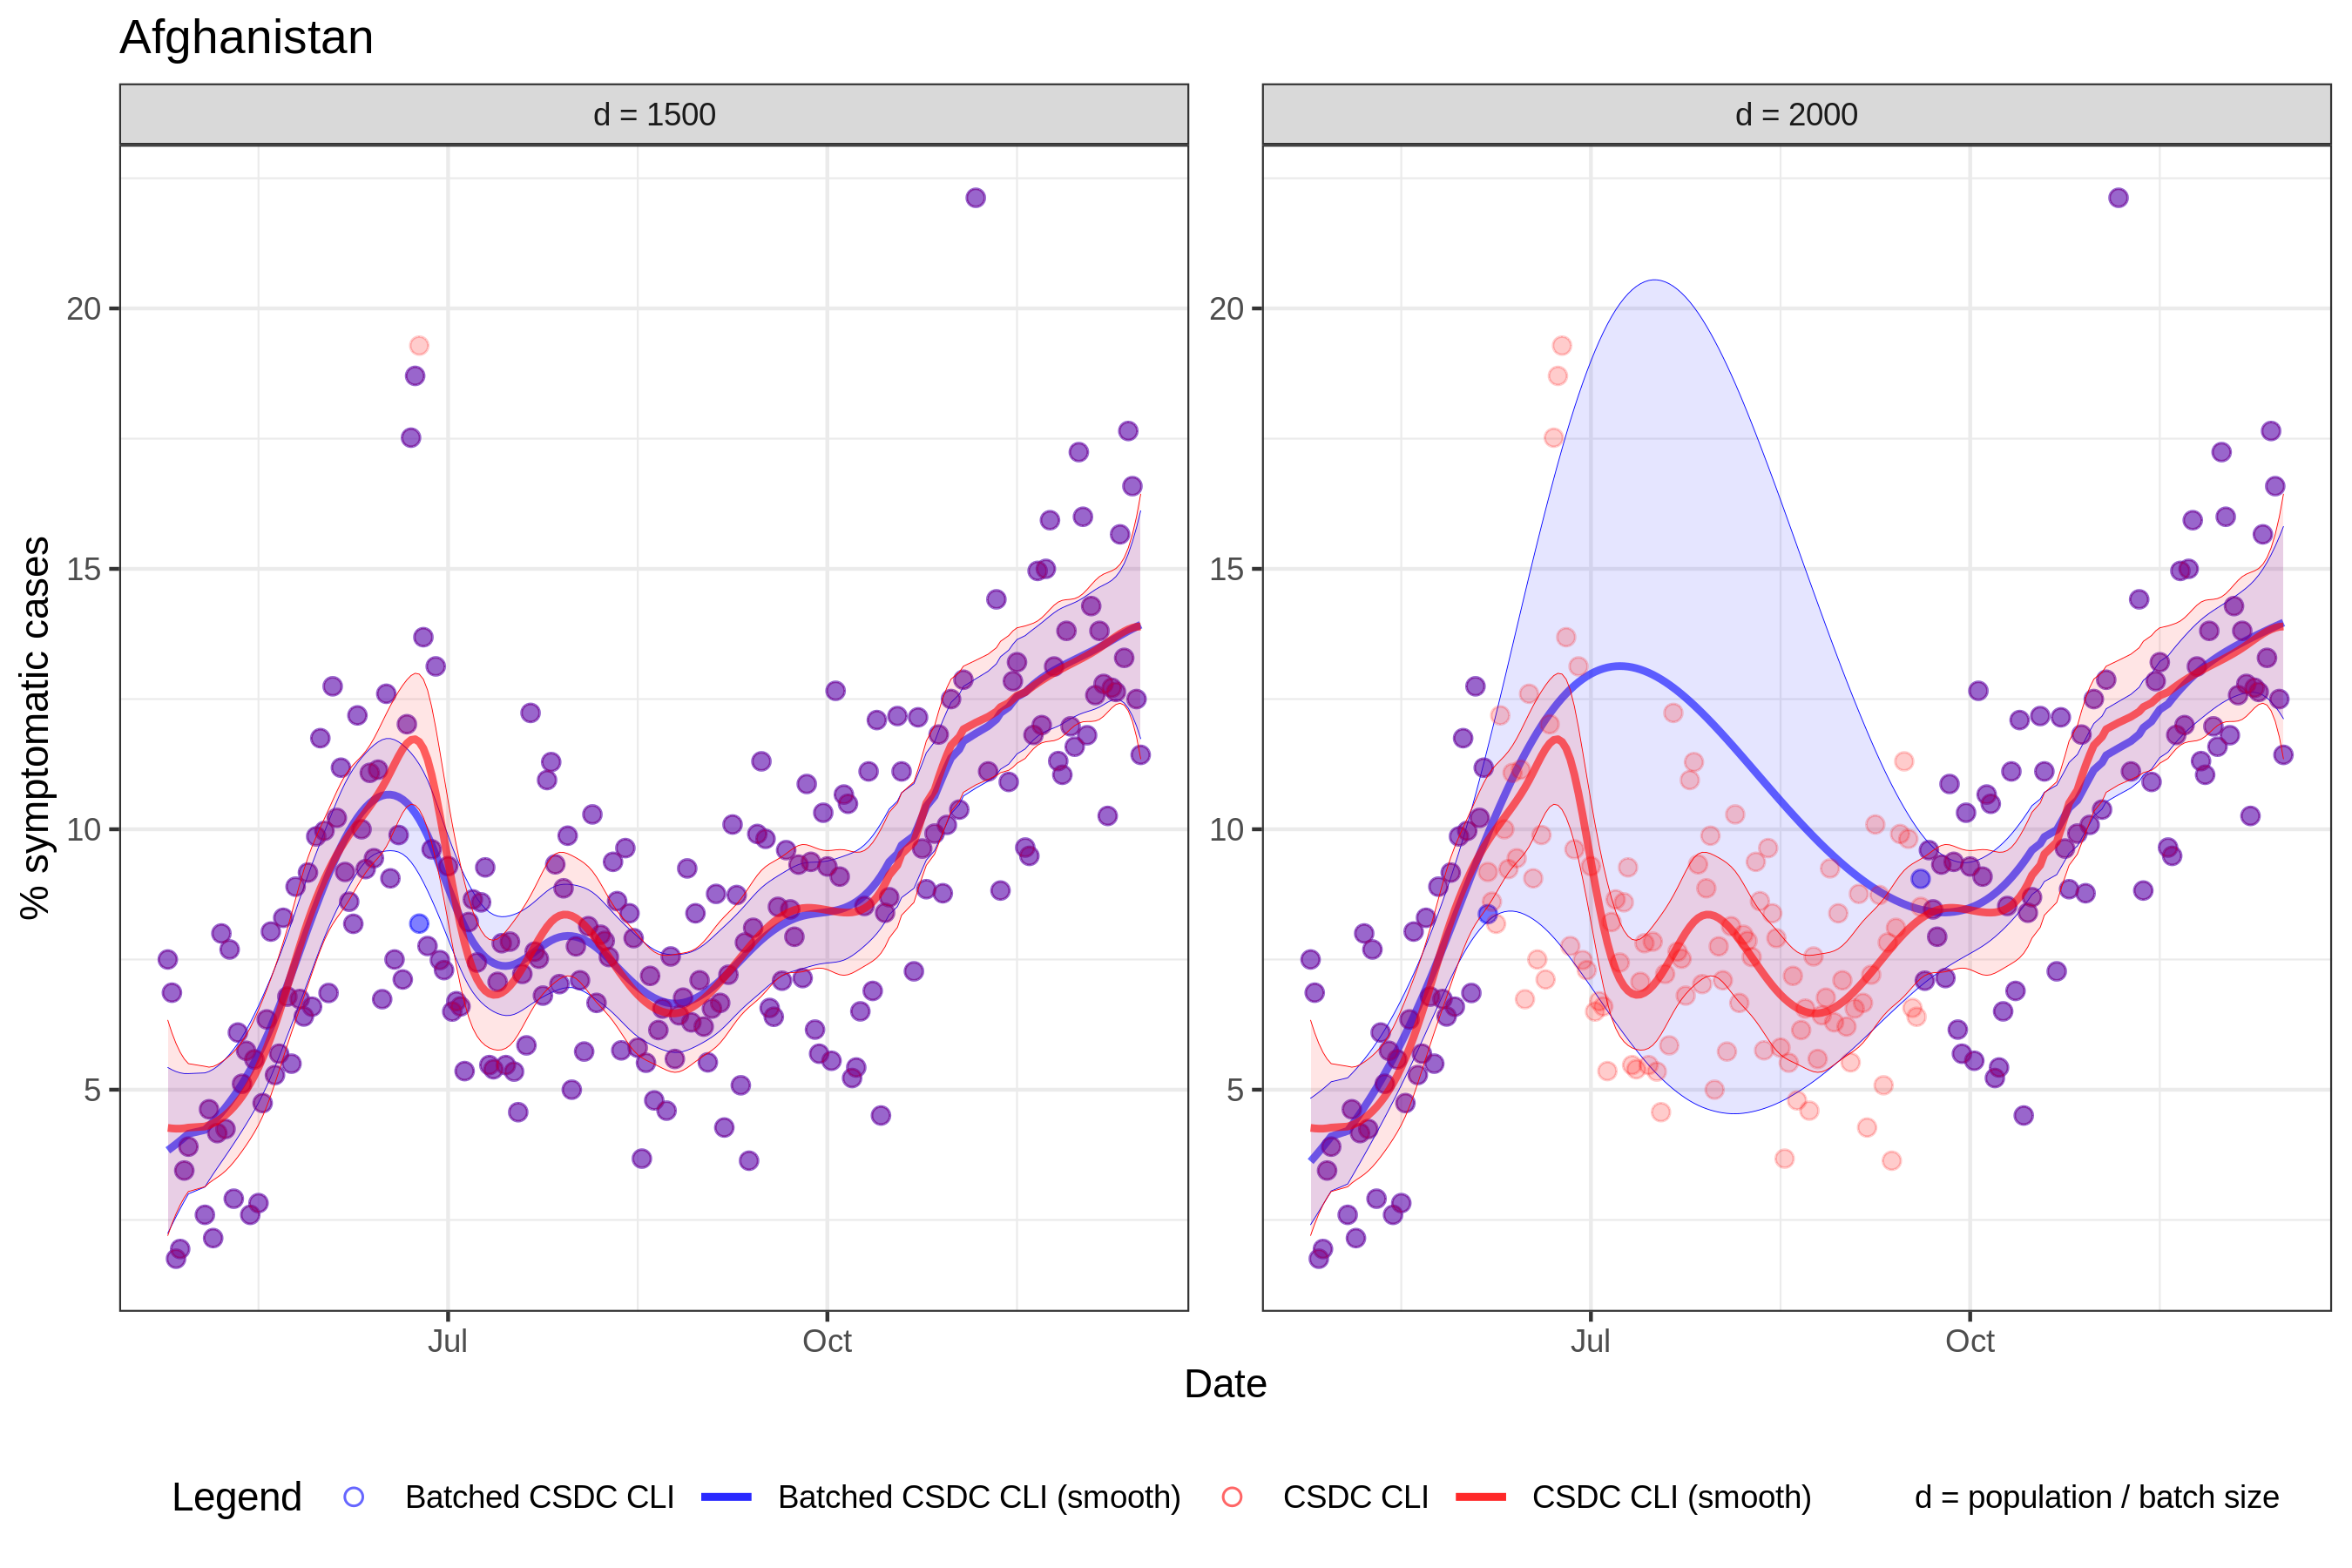 Afghanistan
d = 1500
d = 2000
% symptomatic cases
20
15
10
5
20
15
10
5
Jul
Oct
Jul
Oct
Date
Legend
Batched CSDC CLI
Batched CSDC CLI (smooth)
CSDC CLI
CSDC CLI (smooth)
d = population / batch size